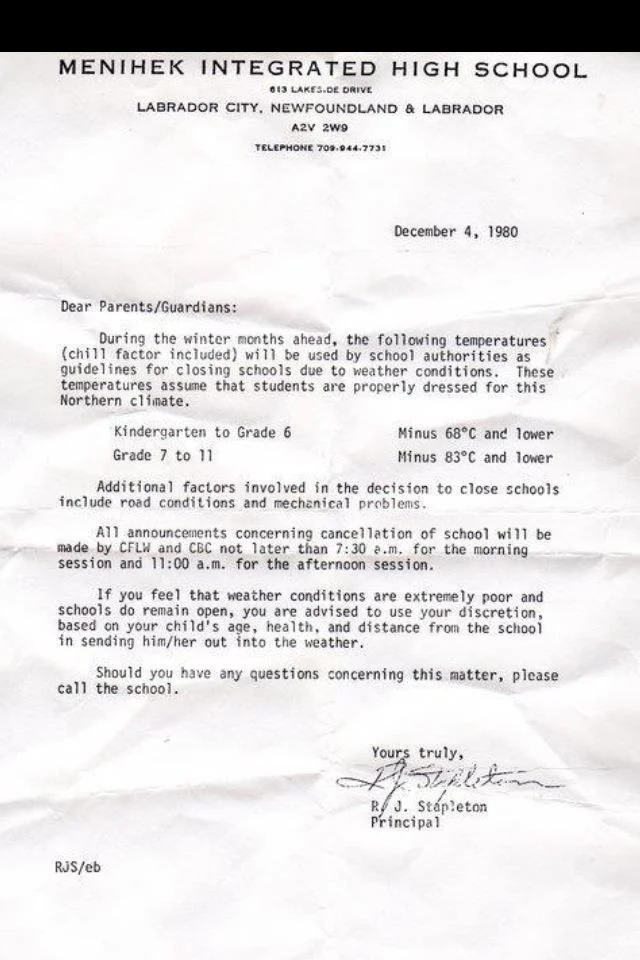 MENIHEK INTEGRATED HIGH SCHOOL
613 LAKESIDE DRIVE
LABRADOR CITY, NEWFOUNDLAND & LABRADOR
A2V 2W9
TELEPHONE 709-944-7731
December 4, 1980
Dear Parents/Guardians:
During the winter months ahead, the following temperatures
(chill factor included) will be used by school authorities as
guidelines for closing schools due to weather conditions. These
temperatures assume that students are properly dressed for this
Northern climate.
Kindergarten to Grade 6 Minus 68°C and lower
Grade 7 to 11 Minus 83°C and lower
Additional factors involved in the decision to close schools
include road conditions and mechanical problems.
All announcements concerning cancellation of school will be
made by CFLW and CBC not later than 7:30 a.m. for the morning
session and 11:00 a.m. for the afternoon session.
If you feel that weather conditions are extremely poor and
schools do remain open, you are advised to use your discretion,
based on your child's age, health, and distance from the school
in sending him/her out into the weather.
Should you have any questions concerning this matter, please
call the school.
Yours truly,
RJ Stapleton
R. J. Stapleton
Principal
RJS/eb